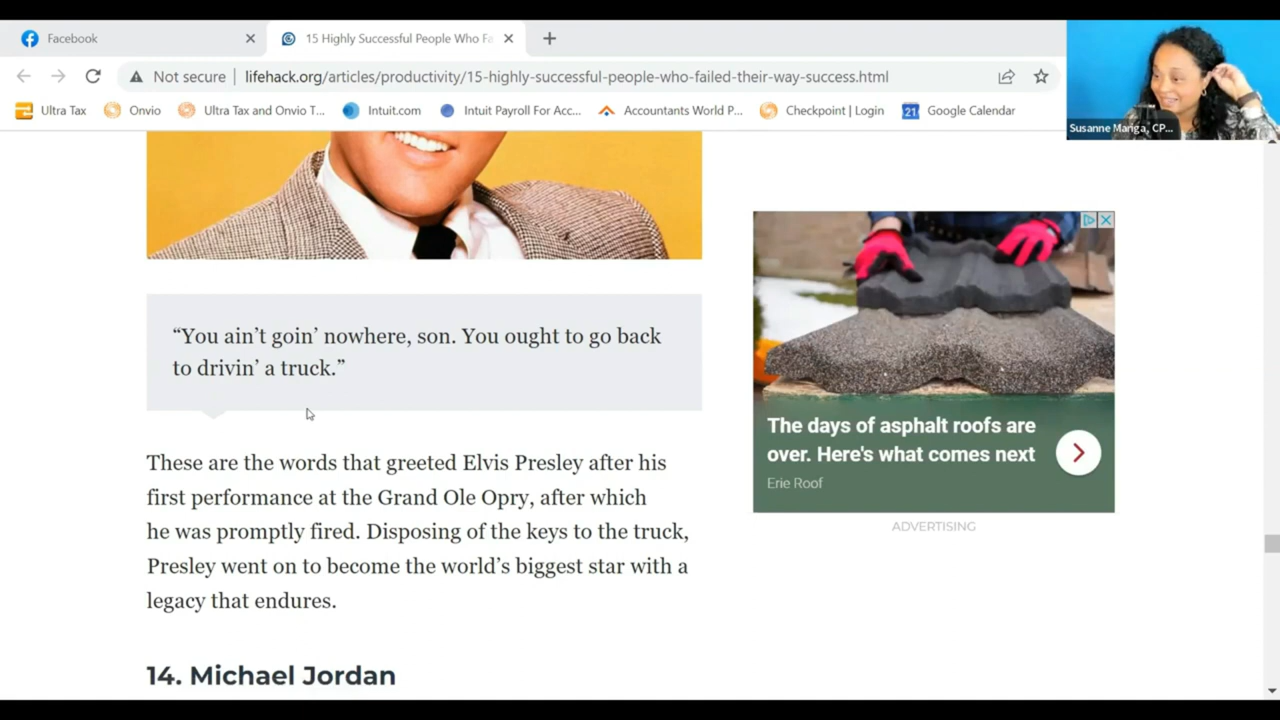 Facebook
15 Highly Successful People Who Fa
Not secure
lifehack.org/articles/productivity/15-highly-successful-people-who-failed-their-way-success.html
Ultra Tax
Onvio
Ultra Tax and Onvio T...
Intuit.com
Intuit Payroll For Acc...
Accountants World P...
Checkpoint | Login
21
Google Calendar
Susanne Mariga, CP...
“You ain’t goin’ nowhere, son. You ought to go back
to drivin’ a truck.”
These are the words that greeted Elvis Presley after his
first performance at the Grand Ole Opry, after which
he was promptly fired. Disposing of the keys to the truck,
Presley went on to become the world’s biggest star with a
legacy that endures.
14. Michael Jordan
The days of asphalt roofs are
over. Here's what comes next
Erie Roof
ADVERTISING